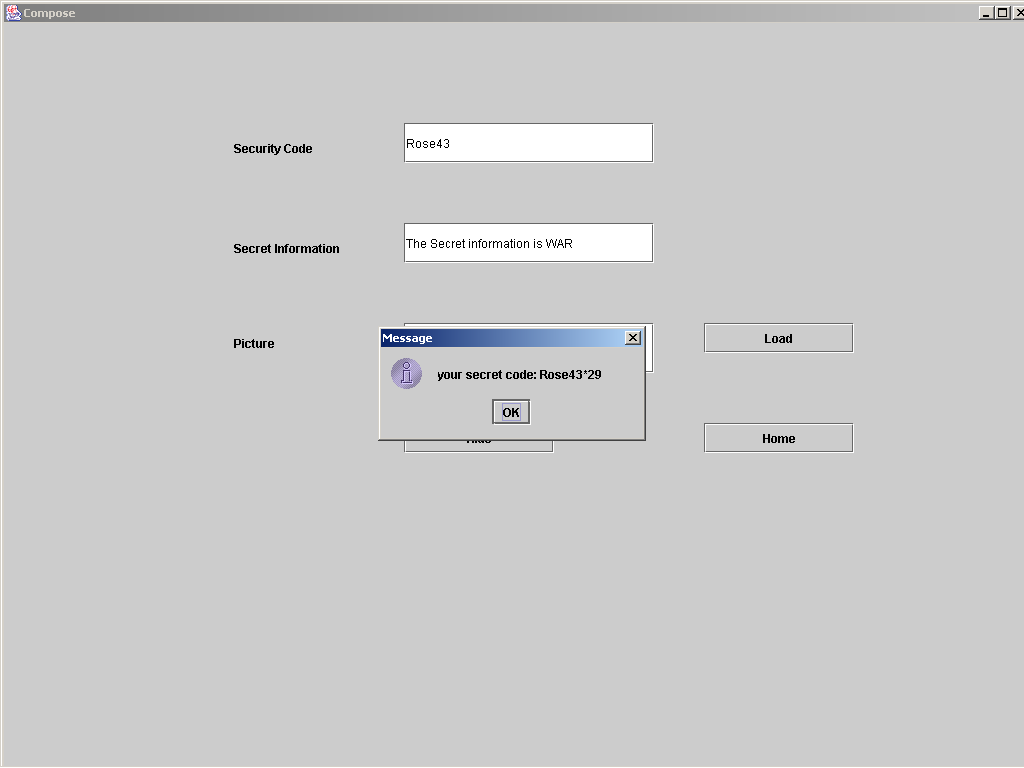 Compose
Security Code
Rose43
Secret Information
The Secret information is WAR
Picture
Load
Message
your secret code: Rose43*29
OK
Home